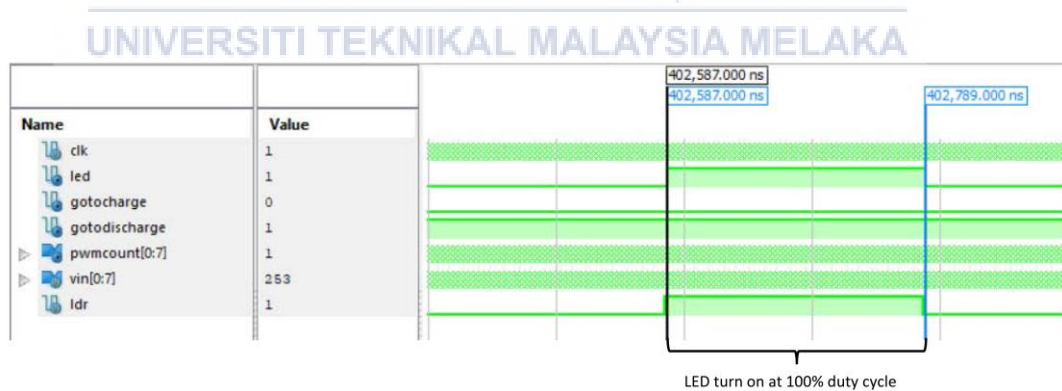 UNIVERSITI TEKNIKAL MALAYSIA MELAKA
402,587.000 ns
402,587.000 ns 402,789.000 ns
Name Value
clk 1
led 1
gotocharge 0
gotodischarge 1
pwmcount[0:7] 1
vin[0:7] 253
ldr 1
LED turn on at 100% duty cycle